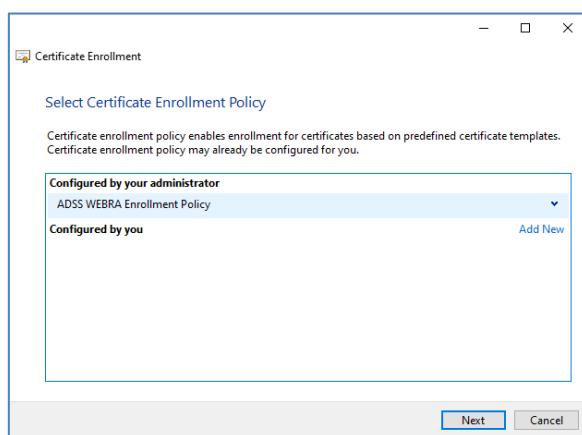 Certificate Enrollment
Select Certificate Enrollment Policy
Certificate enrollment policy enables enrollment for certificates based on predefined certificate templates.
Certificate enrollment policy may already be configured for you.
Configured by your administrator
ADSS WEBRA Enrollment Policy
Configured by you Add New
Next Cancel